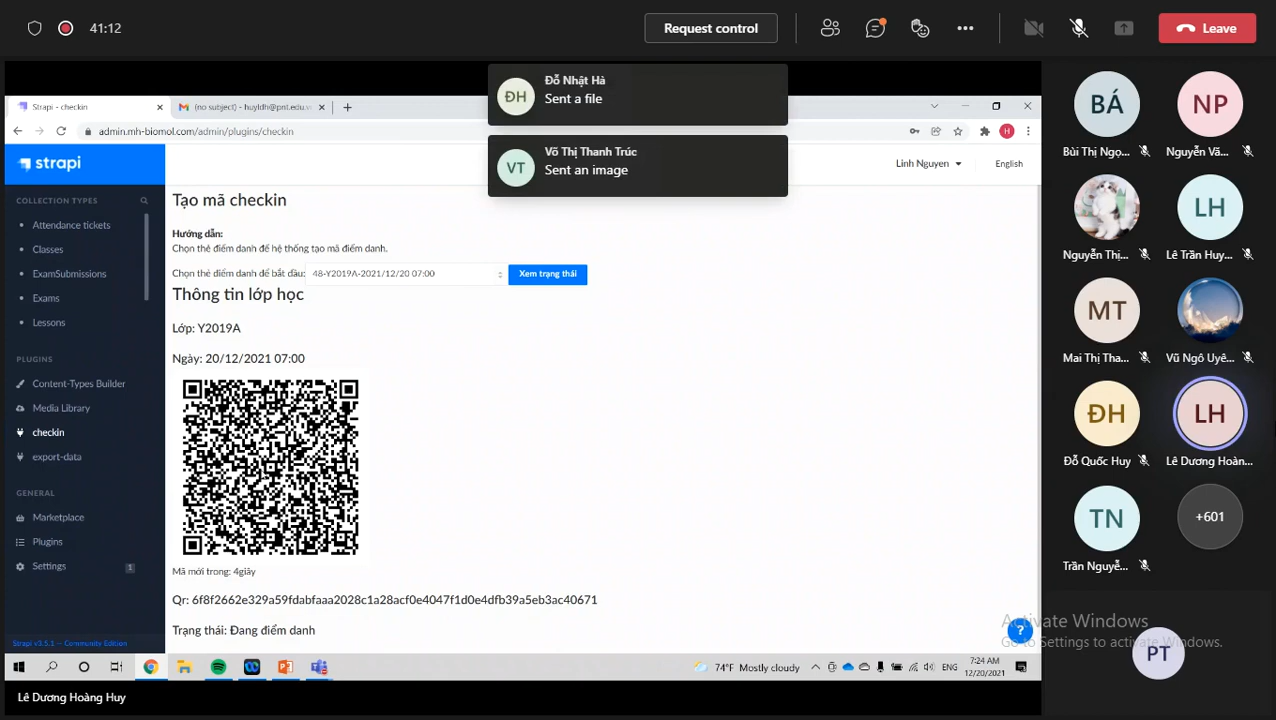 41:12
Request control
Leave
Strapi - checkin
(no subject) - huyldh@pnt.edu.v
admin.mh-biomol.com/admin/plugins/checkin
ĐH
Đỗ Nhật Hà
Sent a file
VT
Võ Thị Thanh Trúc
Sent an image
strapi
Linh Nguyen
English
COLLECTION TYPES
Attendance tickets
Classes
ExamSubmissions
Exams
Lessons
PLUGINS
Content-Types Builder
Media Library
checkin
export-data
GENERAL
Marketplace
Plugins
Settings
1
Strapi v3.5.1 — Community Edition
Tạo mã checkin
Hướng dẫn:
Chọn thẻ điểm danh để hệ thống tạo mã điểm danh.
Chọn thẻ điểm danh để bắt đầu:
48-Y2019A-2021/12/20 07:00
Xem trạng thái
Thông tin lớp học
Lớp: Y2019A
Ngày: 20/12/2021 07:00
Mã mới trong: 4giây
Qr: 6f8f2662e329a59fdabfaaa2028c1a28acf0e4047f1d0e4dfb39a5eb3ac40671
Trạng thái: Đang điểm danh
?
74°F Mostly cloudy
ENG
7:24 AM
12/20/2021
Lê Dương Hoàng Huy
BÁ
Bùi Thị Ngọ...
NP
Nguyễn Vă...
Nguyễn Thị...
LH
Lê Trần Huy...
MT
Mai Thị Tha...
Vũ Ngô Uyê...
ĐH
Đỗ Quốc Huy
LH
Lê Dương Hoàn...
TN
Trần Nguyễ...
+601
Activate Windows
Go to Settings to activate Windows.
PT